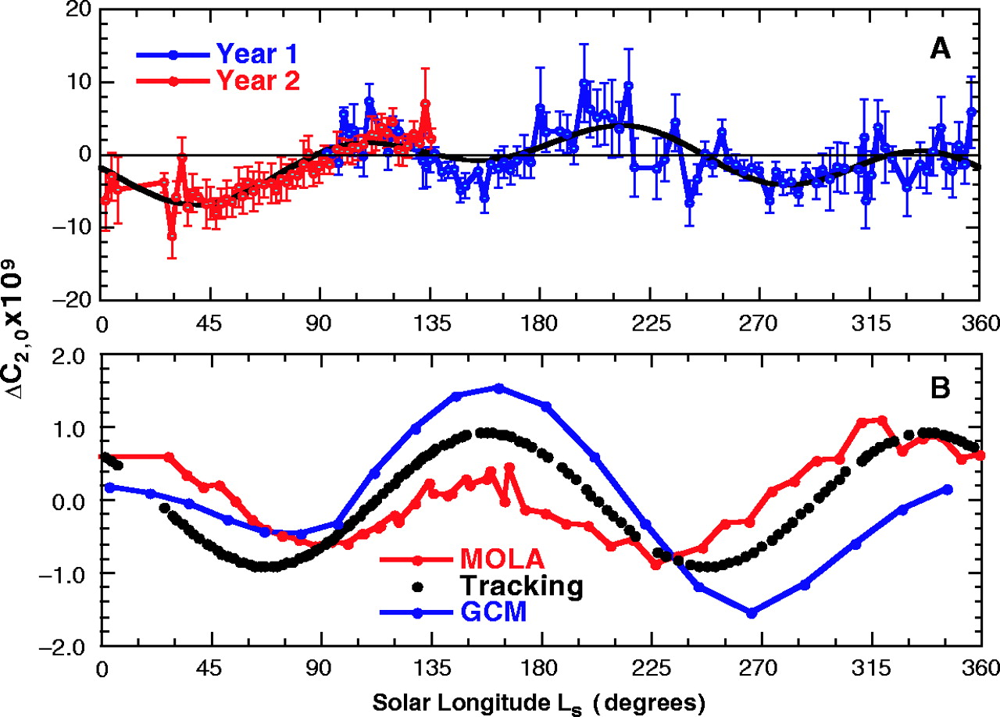 20
A
Year 1
Year 2
10
0
−10
−20
0 45 90 135 180 225 270 315 360
ΔC2,0x10⁹
2.0
B
1.0
0.0
MOLA
−1.0
Tracking
GCM
−2.0
0 45 90 135 180 225 270 315 360
Solar Longitude Ls (degrees)